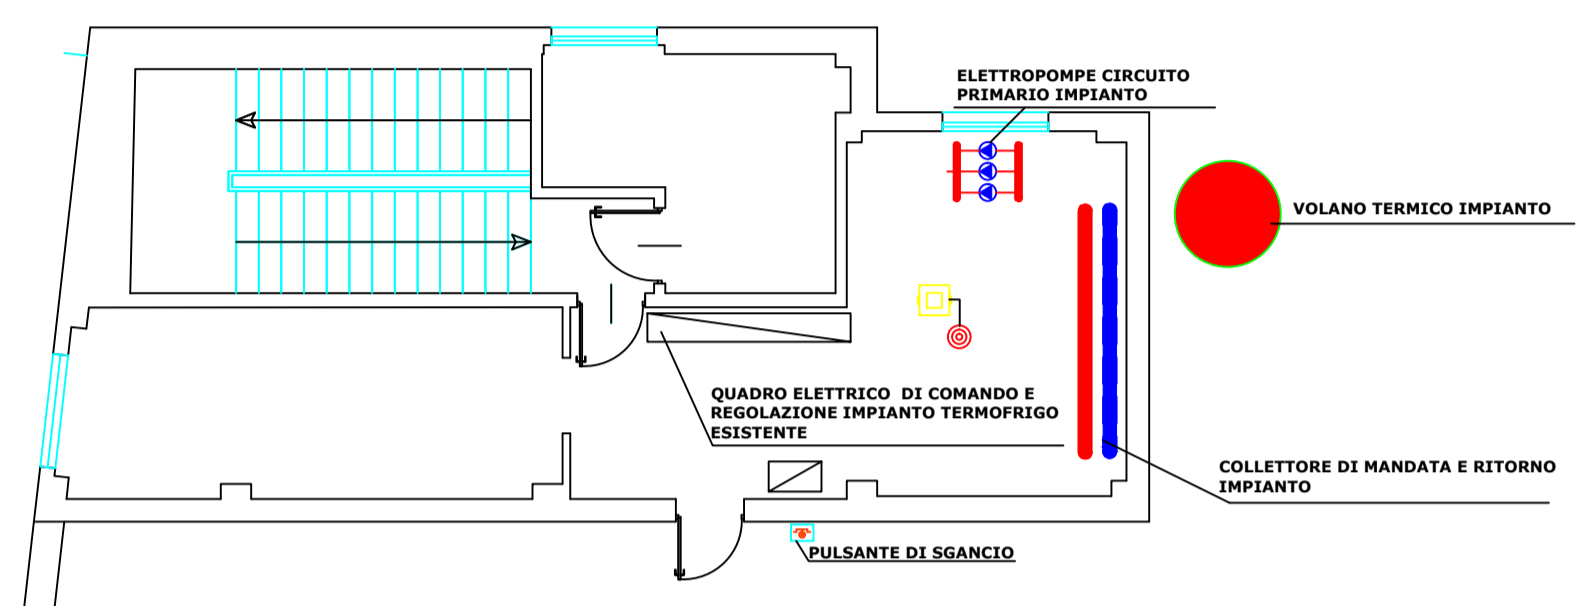 ELETTROPOMPE CIRCUITO
PRIMARIO IMPIANTO
VOLANO TERMICO IMPIANTO
QUADRO ELETTRICO DI COMANDO E
REGOLAZIONE IMPIANTO TERMOFRIGO
ESISTENTE
COLLETTORE DI MANDATA E RITORNO
IMPIANTO
PULSANTE DI SGANCIO